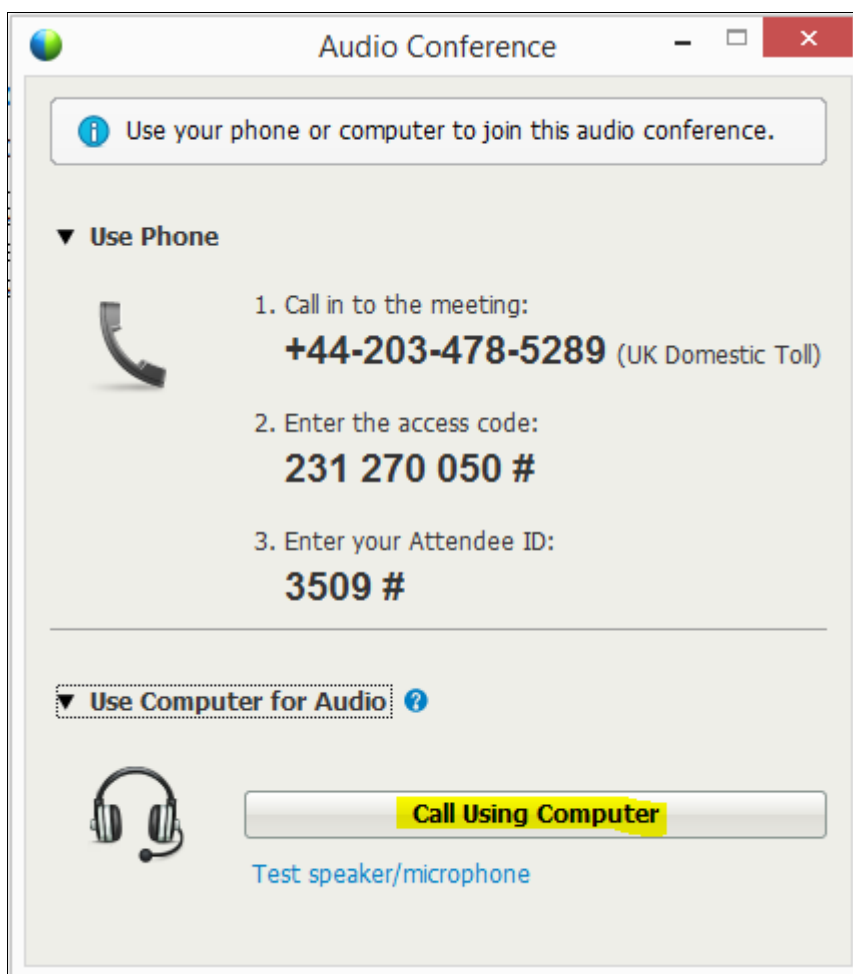 Audio Conference
Use your phone or computer to join this audio conference.
Use Phone
1. Call in to the meeting:
+44-203-478-5289 (UK Domestic Toll)
2. Enter the access code:
231 270 050 #
3. Enter your Attendee ID:
3509 #
Use Computer for Audio
Call Using Computer
Test speaker/microphone